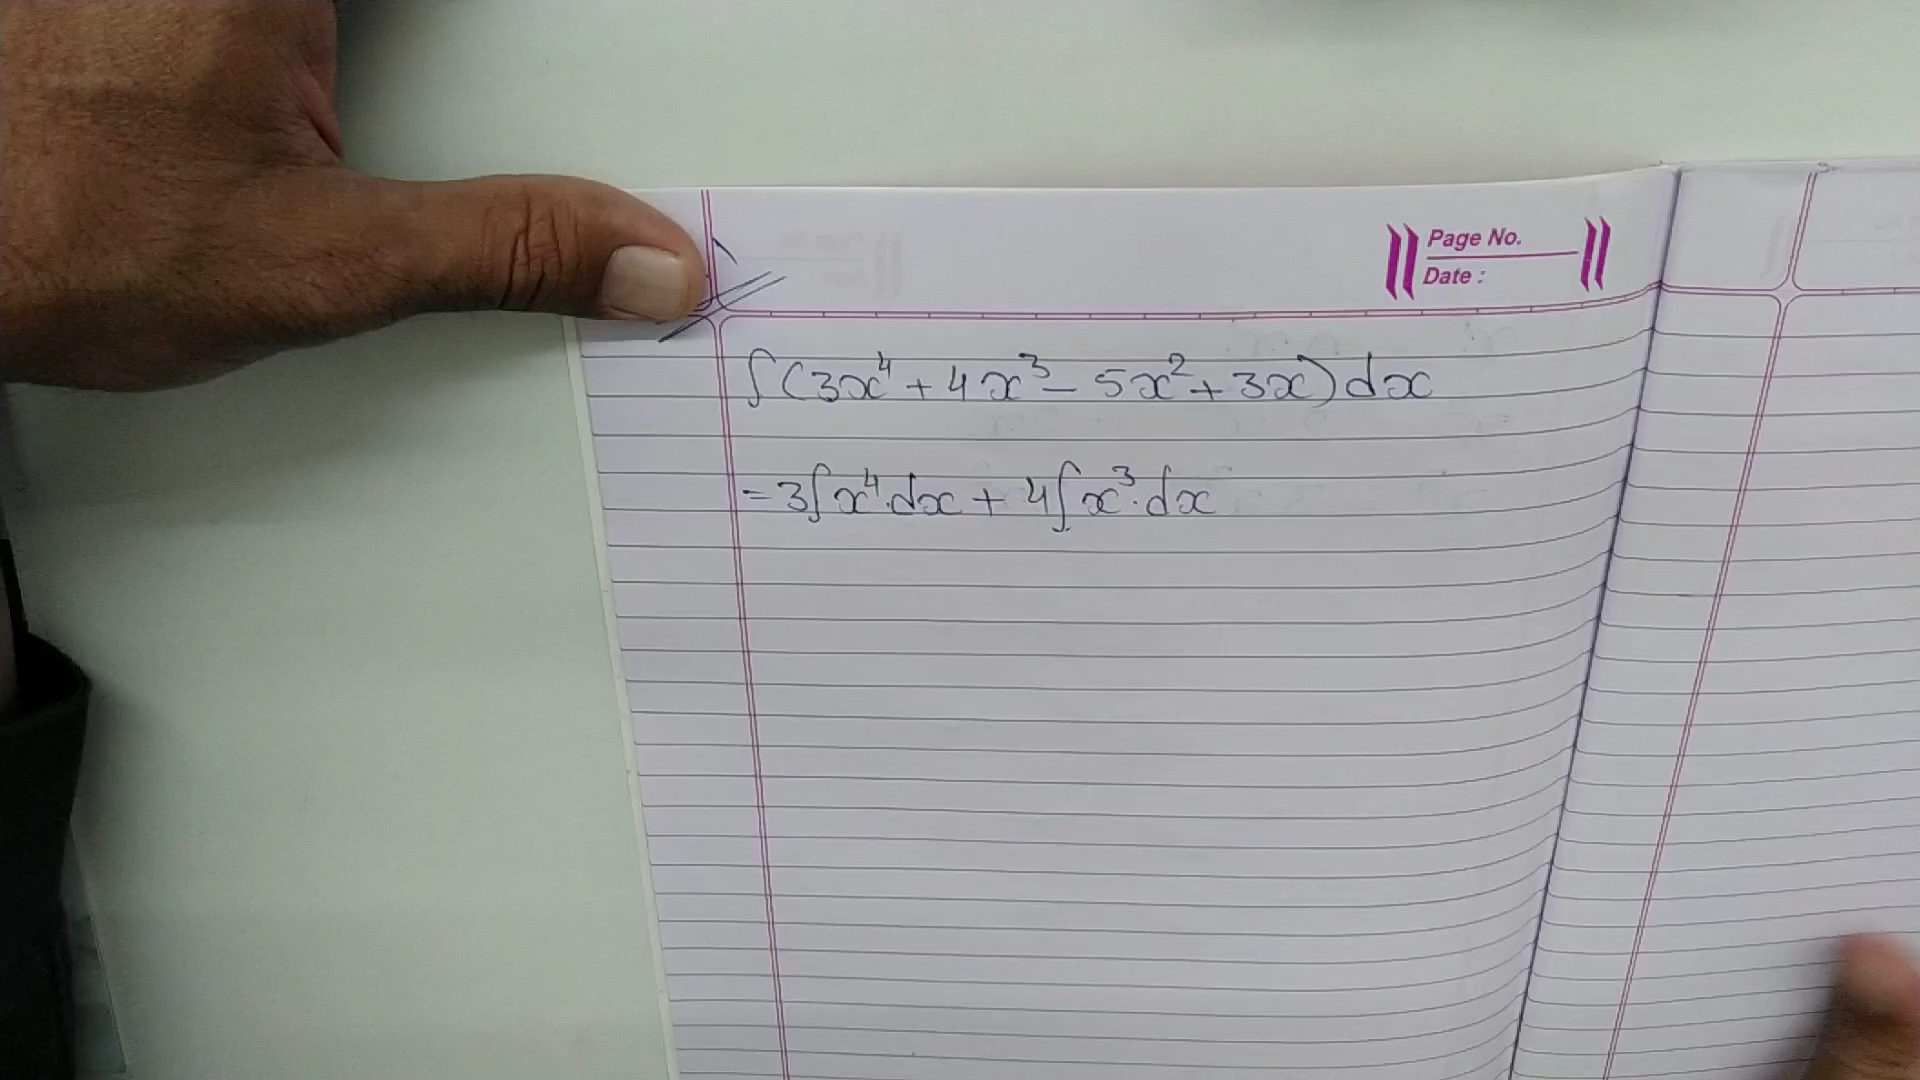 Page No.
Date :
∫(3x⁴ + 4x³ − 5x² + 3x) dx
= 3∫x⁴.dx + 4∫x³.dx